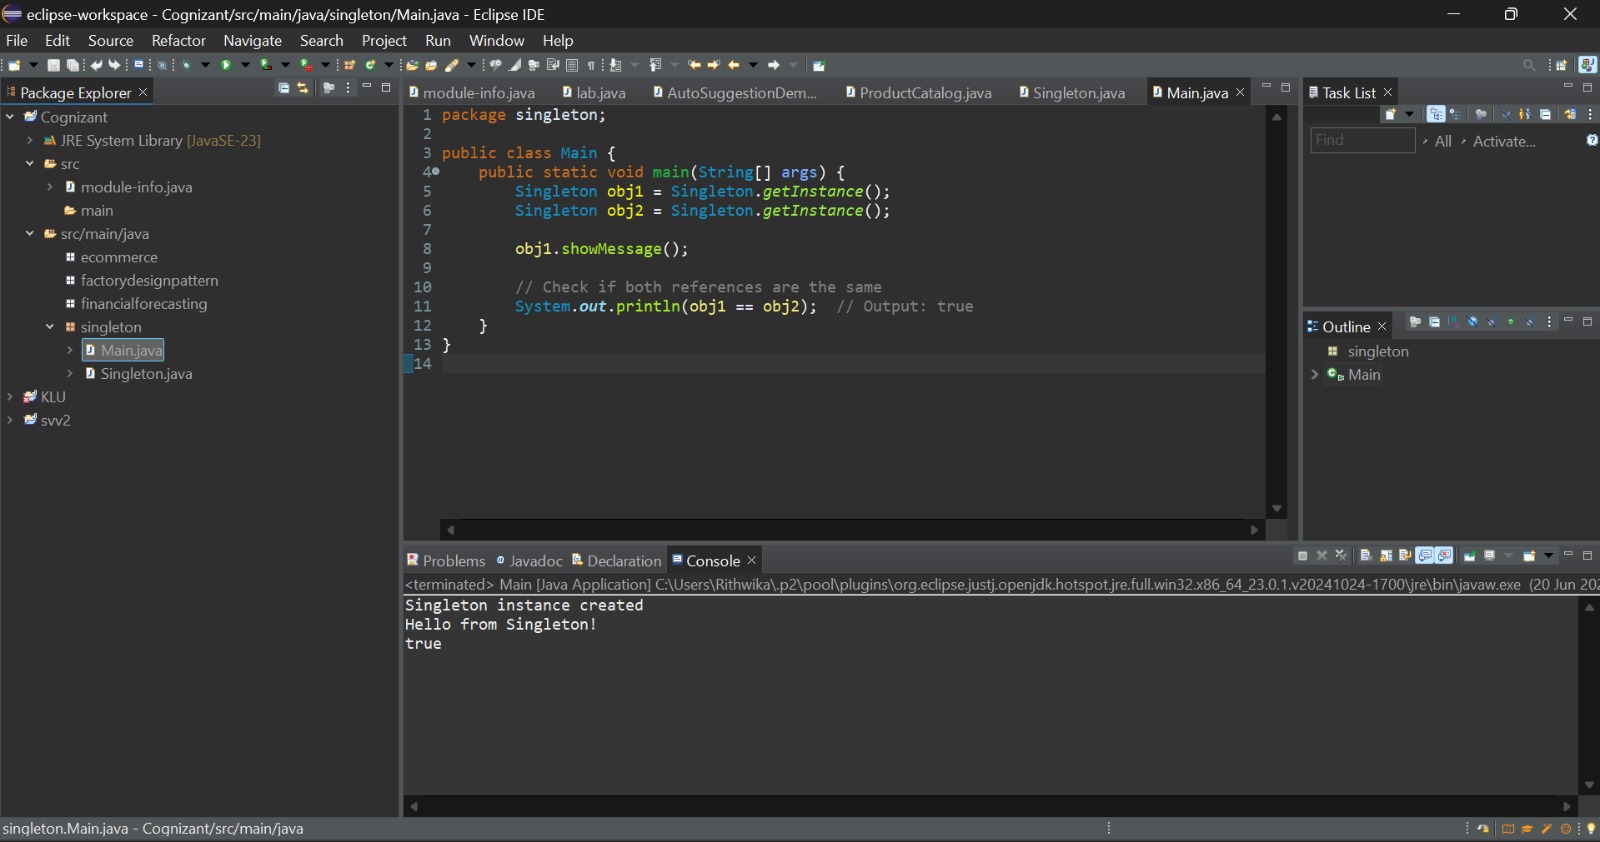 eclipse-workspace - Cognizant/src/main/java/singleton/Main.java - Eclipse IDE
File Edit Source Refactor Navigate Search Project Run Window Help
Package Explorer
Cognizant
JRE System Library [JavaSE-23]
src
module-info.java
main
src/main/java
ecommerce
factorydesignpattern
financialforecasting
singleton
Main.java
Singleton.java
KLU
svv2
module-info.java lab.java AutoSuggestionDem... ProductCatalog.java Singleton.java Main.java
1 package singleton;
2
3 public class Main {
4 public static void main(String[] args) {
5 Singleton obj1 = Singleton.getInstance();
6 Singleton obj2 = Singleton.getInstance();
7
8 obj1.showMessage();
9
10 // Check if both references are the same
11 System.out.println(obj1 == obj2); // Output: true
12 }
13 }
14
Task List
Find All Activate...
Outline
singleton
Main
Problems Javadoc Declaration Console
<terminated> Main [Java Application] C:\Users\Rithwika\.p2\pool\plugins\org.eclipse.justj.openjdk.hotspot.jre.full.win32.x86_64_23.0.1.v20241024-1700\jre\bin\javaw.exe (20 Jun 202
Singleton instance created
Hello from Singleton!
true
singleton.Main.java - Cognizant/src/main/java